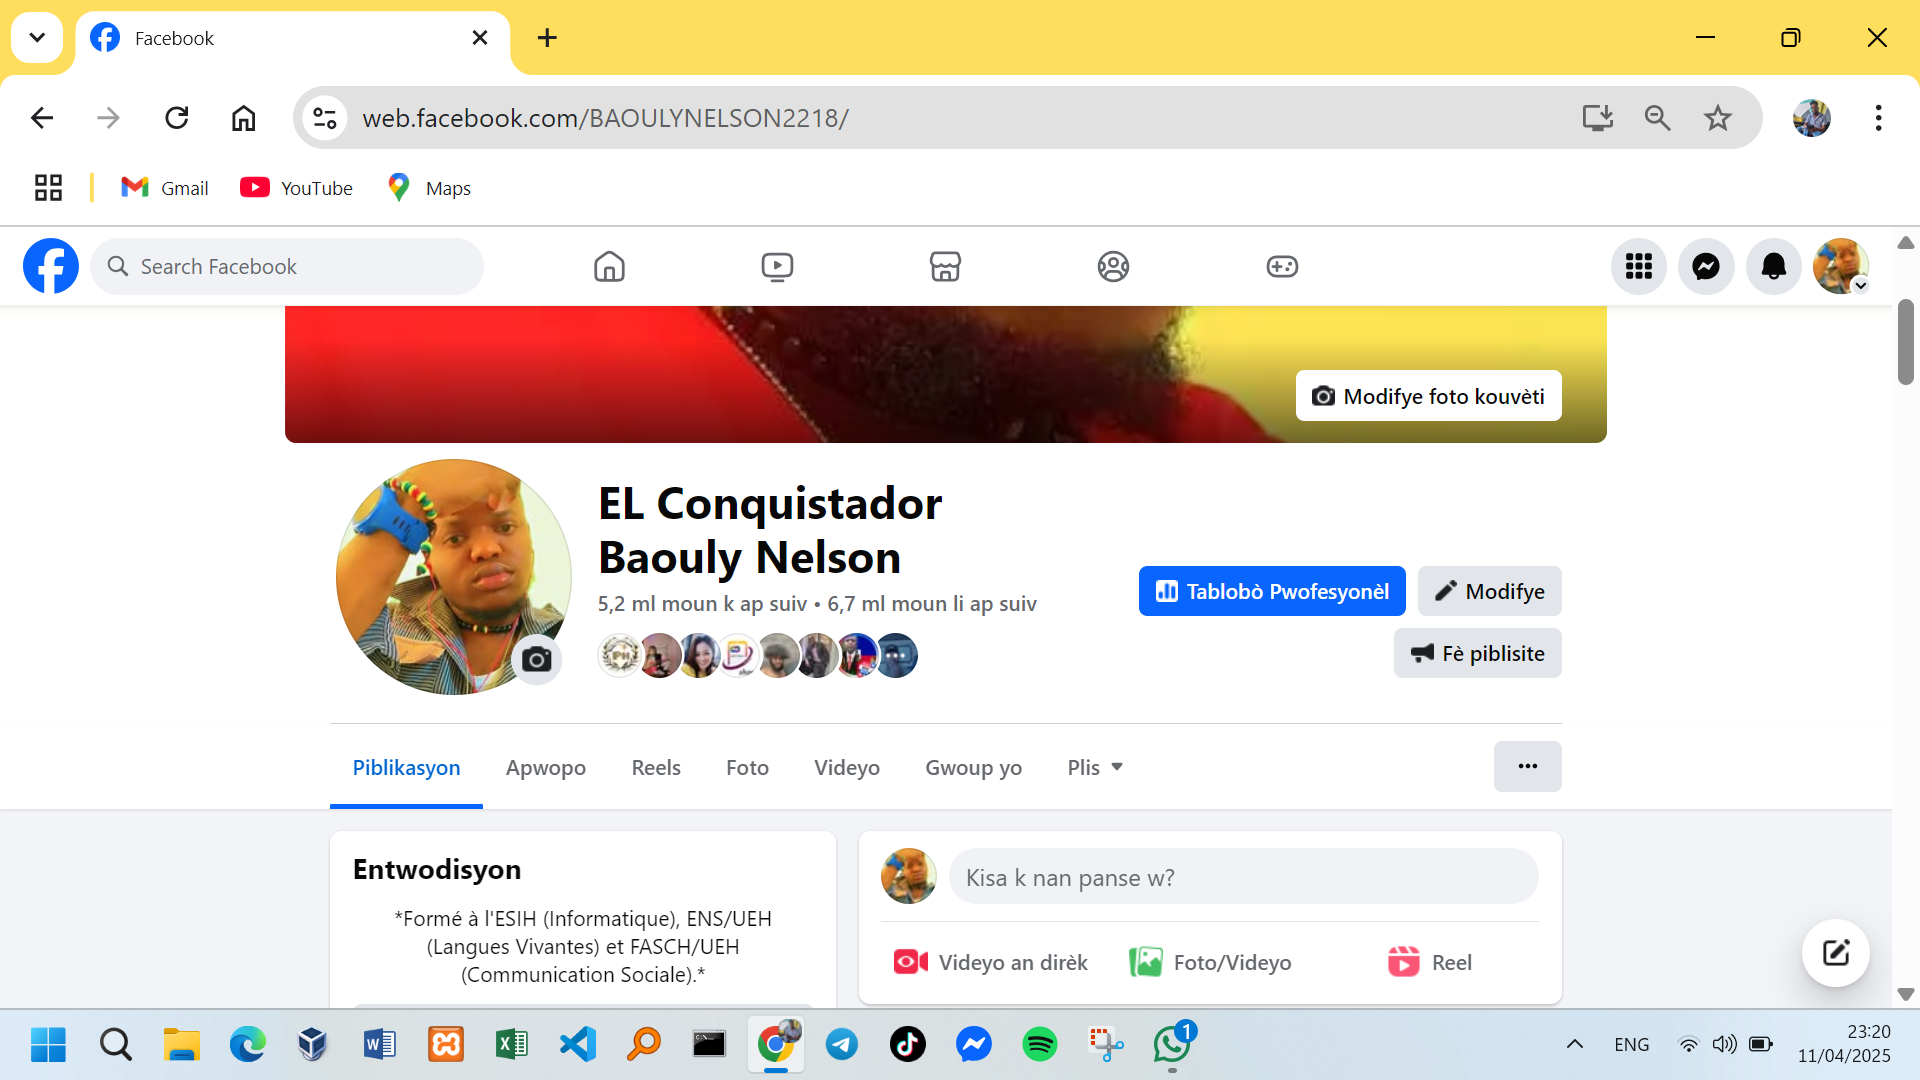 Facebook
web.facebook.com/BAOULYNELSON2218/
Gmail
YouTube
Maps
Search Facebook
Modifye foto kouvèti
EL Conquistador
Baouly Nelson
5,2 ml moun k ap suiv • 6,7 ml moun li ap suiv
Tablobò Pwofesyonèl
Modifye
Fè piblisite
Piblikasyon
Apwopo
Reels
Foto
Videyo
Gwoup yo
Plis
Entwodisyon
*Formé à l'ESIH (Informatique), ENS/UEH
(Langues Vivantes) et FASCH/UEH
(Communication Sociale).*
Kisa k nan panse w?
Videyo an dirèk
Foto/Videyo
Reel
1
ENG
23:20
11/04/2025